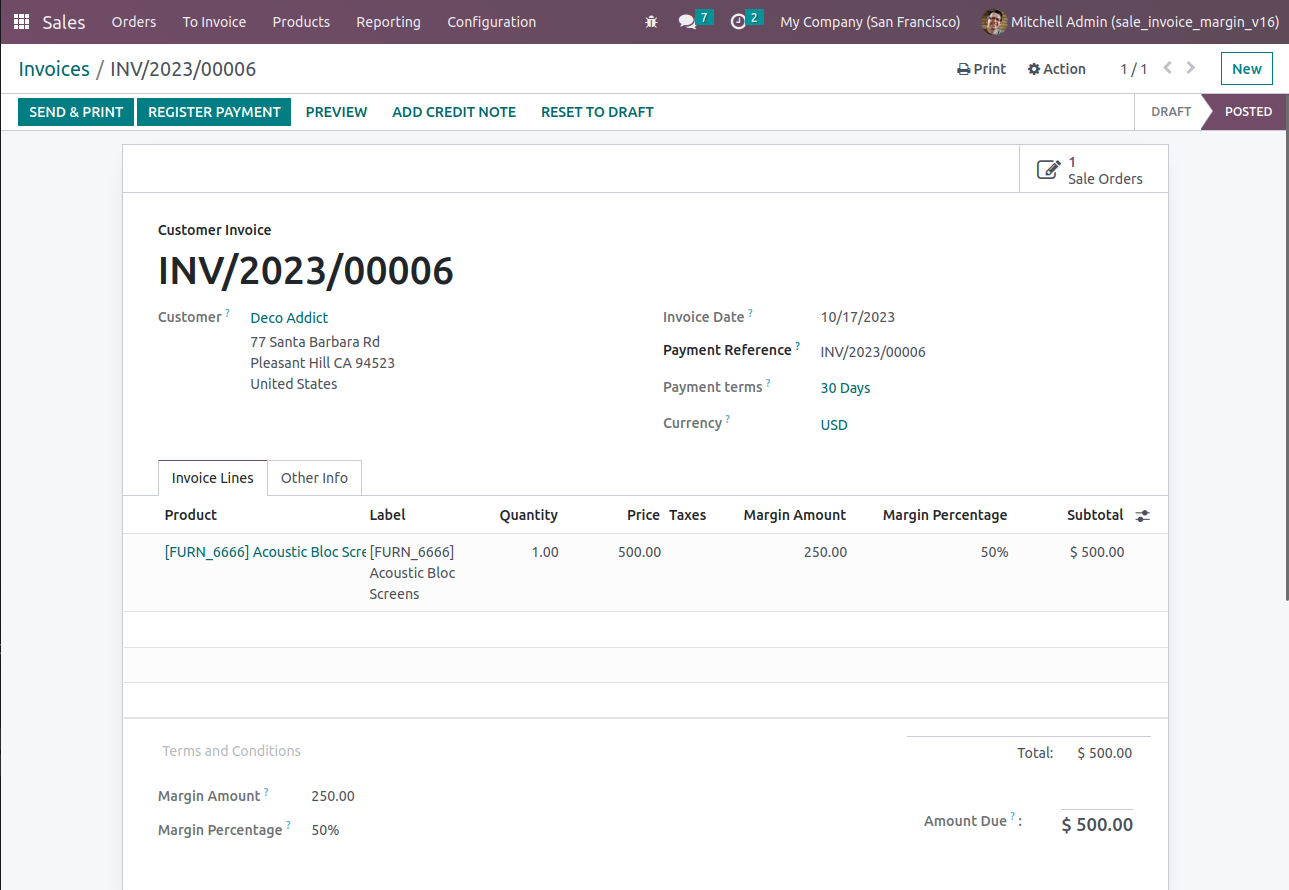 Sales Orders To Invoice Products Reporting Configuration 7 2 My Company (San Francisco) Mitchell Admin (sale_invoice_margin_v16)
Invoices / INV/2023/00006 Print Action 1 / 1 New
SEND & PRINT REGISTER PAYMENT PREVIEW ADD CREDIT NOTE RESET TO DRAFT DRAFT POSTED
1
Sale Orders
Customer Invoice
INV/2023/00006
Customer ? Deco Addict Invoice Date ? 10/17/2023
77 Santa Barbara Rd Payment Reference ? INV/2023/00006
Pleasant Hill CA 94523
United States Payment terms ? 30 Days
Currency ? USD
Invoice Lines Other Info
Product Label Quantity Price Taxes Margin Amount Margin Percentage Subtotal
[FURN_6666] Acoustic Bloc Scre [FURN_6666] 1.00 500.00 250.00 50% $ 500.00
Acoustic Bloc
Screens
Terms and Conditions Total: $ 500.00
Margin Amount ? 250.00
Margin Percentage ? 50% Amount Due ? : $ 500.00